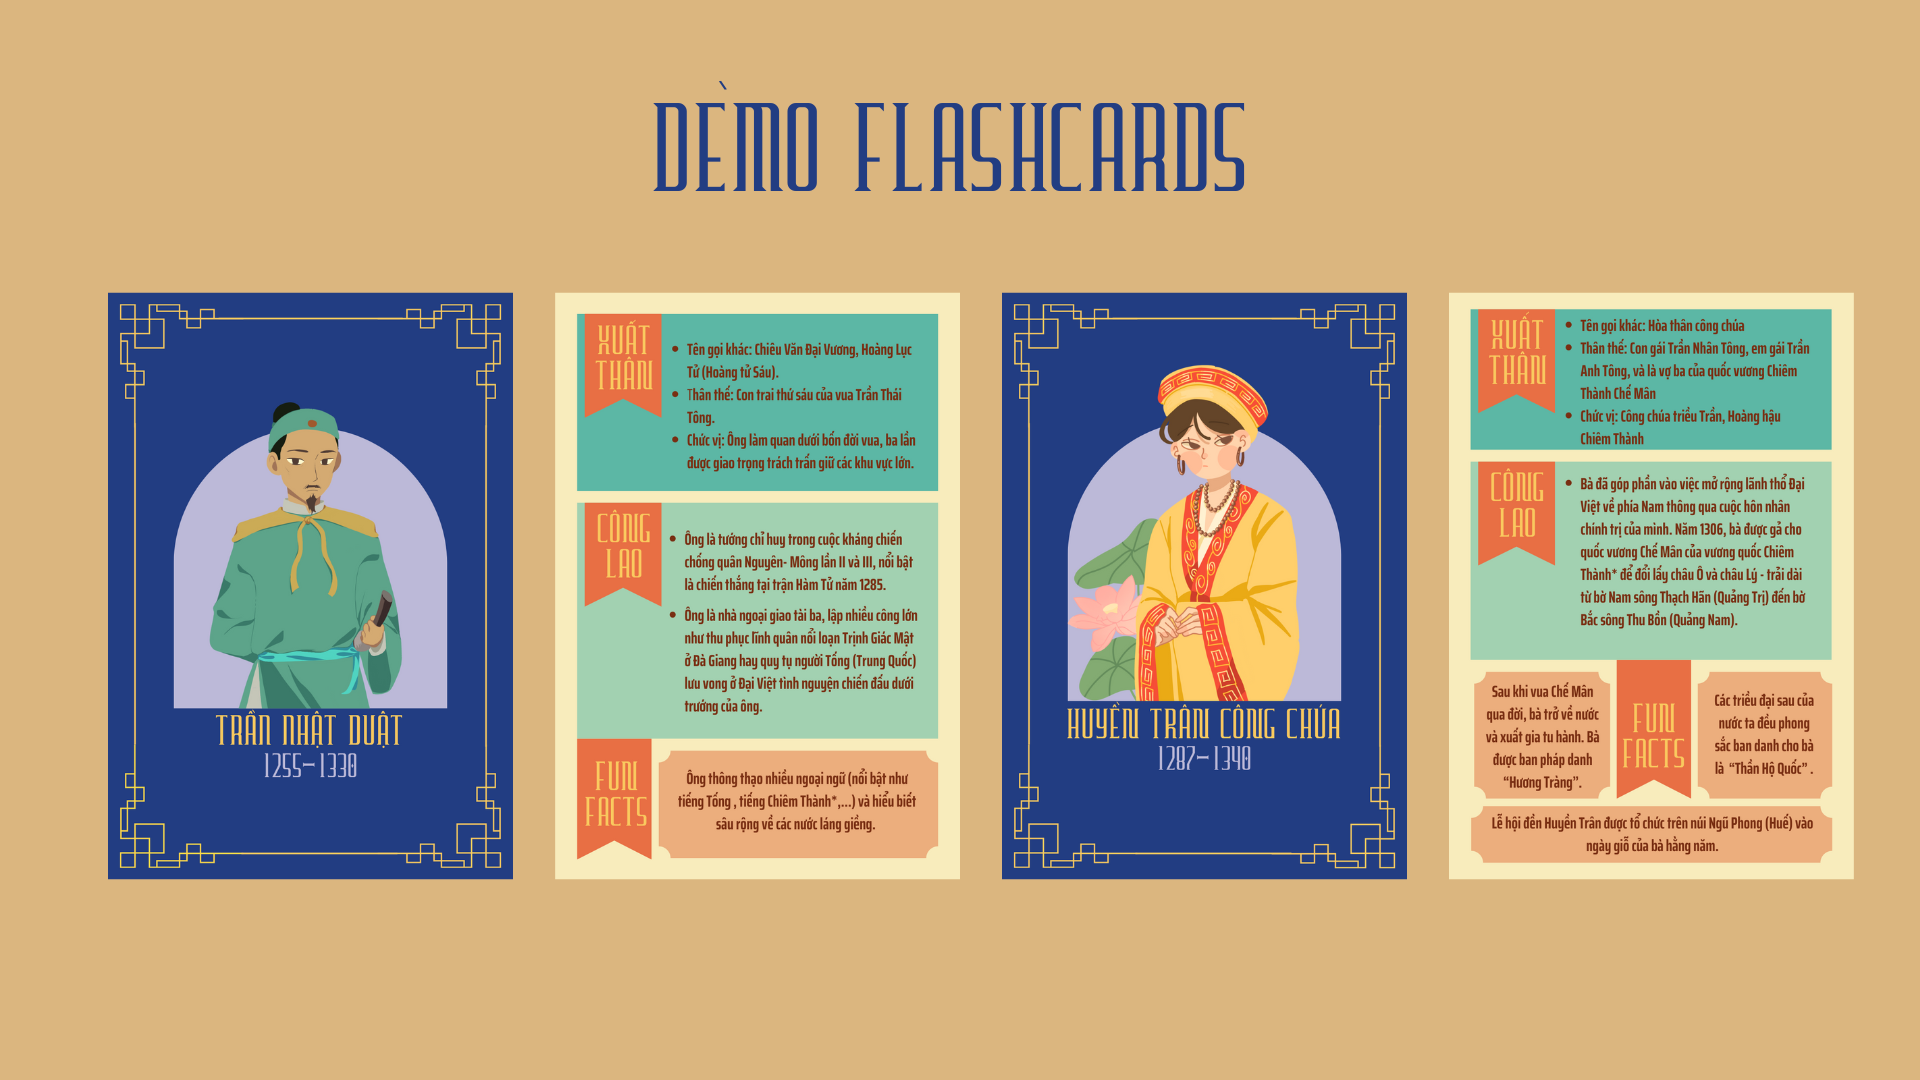 DÈMO FLASHCARDS
TRẦN NHẬT DUẬT
1255-1330
XUẤT
THÂN
• Tên gọi khác: Chiêu Văn Đại Vương, Hoàng Lục
Tử (Hoàng tử Sáu).
• Thân thế: Con trai thứ sáu của vua Trần Thái
Tông.
• Chức vị: Ông làm quan dưới bốn đời vua, ba lần
được giao trọng trách trấn giữ các khu vực lớn.
CÔNG
LAO
• Ông là tướng chỉ huy trong cuộc kháng chiến
chống quân Nguyên- Mông lần II và III, nổi bật
là chiến thắng tại trận Hàm Tử năm 1285.
• Ông là nhà ngoại giao tài ba, lập nhiều công lớn
như thu phục lĩnh quân nổi loạn Trịnh Giác Mật
ở Đà Giang hay quy tụ người Tống (Trung Quốc)
lưu vong ở Đại Việt tình nguyện chiến đấu dưới
trướng của ông.
FUN
FACTS
Ông thông thạo nhiều ngoại ngữ (nổi bật như
tiếng Tống , tiếng Chiêm Thành*,...) và hiểu biết
sâu rộng về các nước láng giềng.
HUYỀN TRÂN CÔNG CHÚA
1287-1340
XUẤT
THÂN
• Tên gọi khác: Hòa thân công chúa
• Thân thế: Con gái Trần Nhân Tông, em gái Trần
Anh Tông, và là vợ ba của quốc vương Chiêm
Thành Chế Mân
• Chức vị: Công chúa triều Trần, Hoàng hậu
Chiêm Thành
CÔNG
LAO
• Bà đã góp phần vào việc mở rộng lãnh thổ Đại
Việt về phía Nam thông qua cuộc hôn nhân
chính trị của mình. Năm 1306, bà được gả cho
quốc vương Chế Mân của vương quốc Chiêm
Thành* để đổi lấy châu Ô và châu Lý - trải dài
từ bờ Nam sông Thạch Hãn (Quảng Trị) đến bờ
Bắc sông Thu Bồn (Quảng Nam).
Sau khi vua Chế Mân
qua đời, bà trở về nước
và xuất gia tu hành. Bà
được ban pháp danh
“Hương Tràng”.
FUN
FACTS
Các triều đại sau của
nước ta đều phong
sắc ban danh cho bà
là “Thần Hộ Quốc” .
Lễ hội đền Huyền Trân được tổ chức trên núi Ngũ Phong (Huế) vào
ngày giỗ của bà hằng năm.